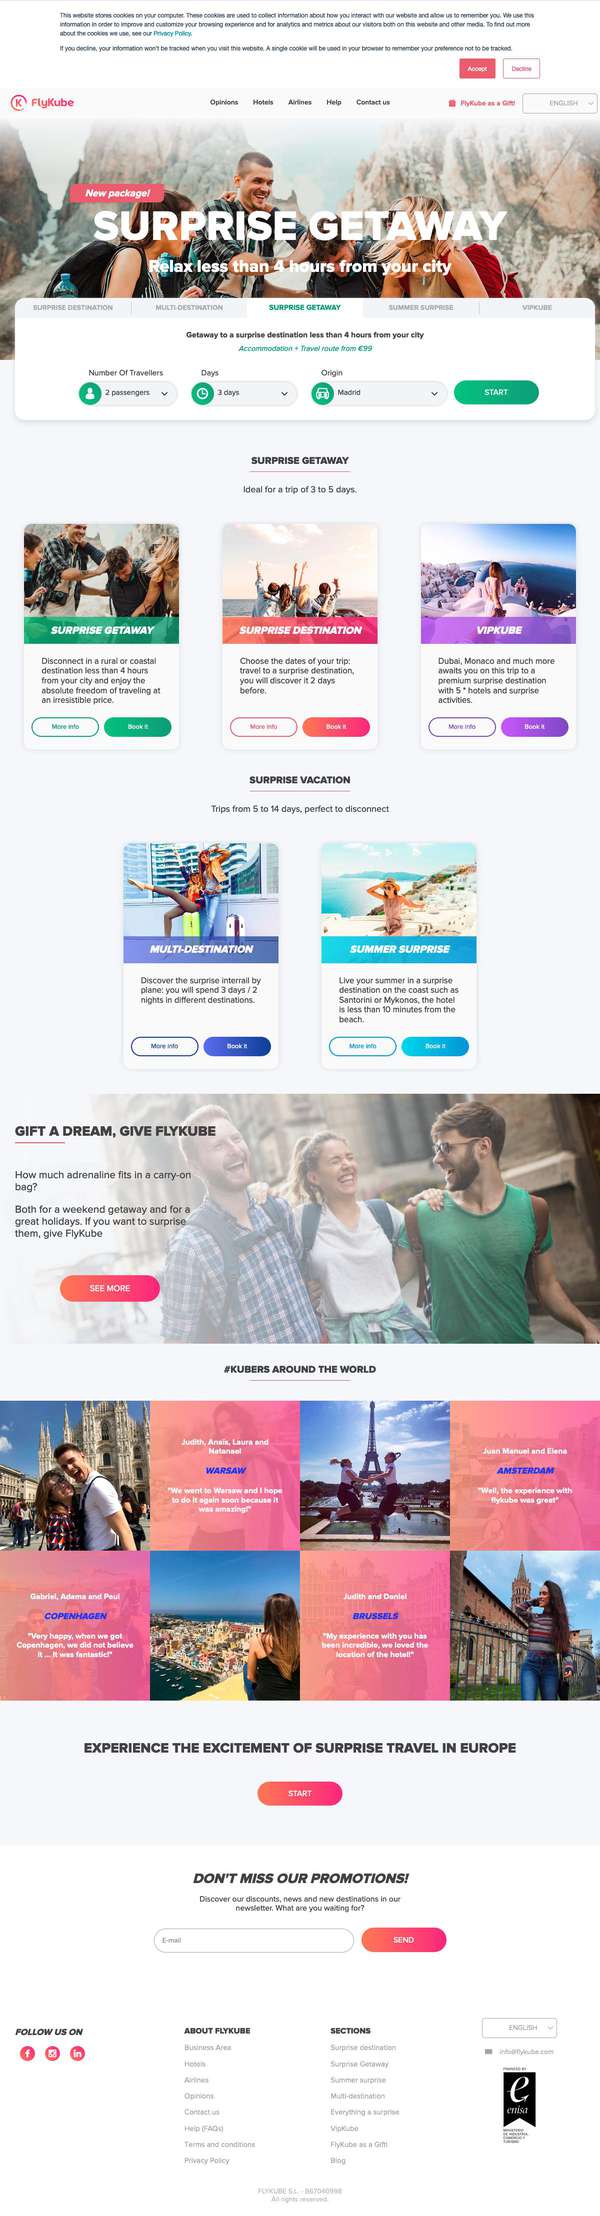 This website stores cookies on your computer. These cookies are used to collect information about how you interact with our website and allow us to remember you. We use this
information in order to improve and customize your browsing experience and for analytics and metrics about our visitors both on this website and other media. To find out more
about the cookies we use, see our Privacy Policy.
If you decline, your information won't be tracked when you visit this website. A single cookie will be used in your browser to remember your preference not to be tracked.
Accept
Decline
FlyKube
Opinions
Hotels
Airlines
Help
Contact us
FlyKube as a Gift!
ENGLISH
New package!
SURPRISE GETAWAY
Relax less than 4 hours from your city
SURPRISE DESTINATION
MULTI-DESTINATION
SURPRISE GETAWAY
SUMMER SURPRISE
VIPKUBE
Getaway to a surprise destination less than 4 hours from your city
Accommodation + Travel route from €99
Number Of Travellers
Days
Origin
2 passengers
3 days
Madrid
START
SURPRISE GETAWAY
Ideal for a trip of 3 to 5 days.
SURPRISE GETAWAY
Disconnect in a rural or coastal
destination less than 4 hours
from your city and enjoy the
absolute freedom of traveling at
an irresistible price.
More info
Book it
SURPRISE DESTINATION
Choose the dates of your trip:
travel to a surprise destination,
you will discover it 2 days
before.
More info
Book it
VIPKUBE
Dubai, Monaco and much more
awaits you on this trip to a
premium surprise destination
with 5 * hotels and surprise
activities.
More info
Book it
SURPRISE VACATION
Trips from 5 to 14 days, perfect to disconnect
MULTI-DESTINATION
Discover the surprise interrail by
plane: you will spend 3 days / 2
nights in different destinations.
More info
Book it
SUMMER SURPRISE
Live your summer in a surprise
destination on the coast such as
Santorini or Mykonos, the hotel
is less than 10 minutes from the
beach.
More info
Book it
GIFT A DREAM, GIVE FLYKUBE
How much adrenaline fits in a carry-on
bag?
Both for a weekend getaway and for a
great holidays. If you want to surprise
them, give FlyKube
SEE MORE
#KUBERS AROUND THE WORLD
Judith, Anaïs, Laura and
Natanael
WARSAW
"We went to Warsaw and I hope
to do it again soon because it
was amazing!"
Juan Manuel and Elena
AMSTERDAM
"Well, the experience with
flykube was great"
Gabriel, Adama and Paul
COPENHAGEN
"Very happy, when we got
Copenhagen, we did not believe
it ... It was fantastic!"
Judith and Daniel
BRUSSELS
"My experience with you has
been incredible, we loved the
location of the hotel!"
EXPERIENCE THE EXCITEMENT OF SURPRISE TRAVEL IN EUROPE
START
DON'T MISS OUR PROMOTIONS!
Discover our discounts, news and new destinations in our
newsletter. What are you waiting for?
E-mail
SEND
FOLLOW US ON
ABOUT FLYKUBE
Business Area
Hotels
Airlines
Opinions
Contact us
Help (FAQs)
Terms and conditions
Privacy Policy
SECTIONS
Surprise destination
Surprise Getaway
Summer surprise
Multi-destination
Everything a surprise
VipKube
FlyKube as a Gift!
Blog
ENGLISH
info@flykube.com
FINANCED BY
enisa
MINISTERIO
DE INDUSTRIA,
COMERCIO Y
TURISMO
FLYKUBE S.L. - B67040998
All rights reserved.